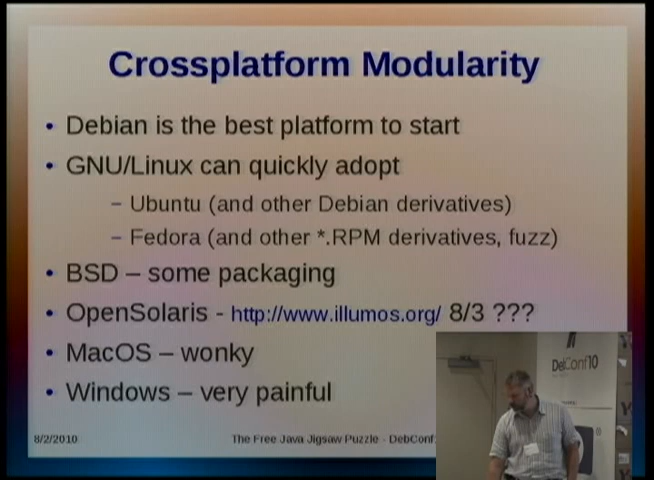 Crossplatform Modularity
• Debian is the best platform to start
• GNU/Linux can quickly adopt
– Ubuntu (and other Debian derivatives)
– Fedora (and other *.RPM derivatives, fuzz)
• BSD – some packaging
• OpenSolaris - http://www.illumos.org/ 8/3 ???
• MacOS – wonky
• Windows – very painful
DebConf10
8/2/2010
The Free Java Jigsaw Puzzle - DebConf